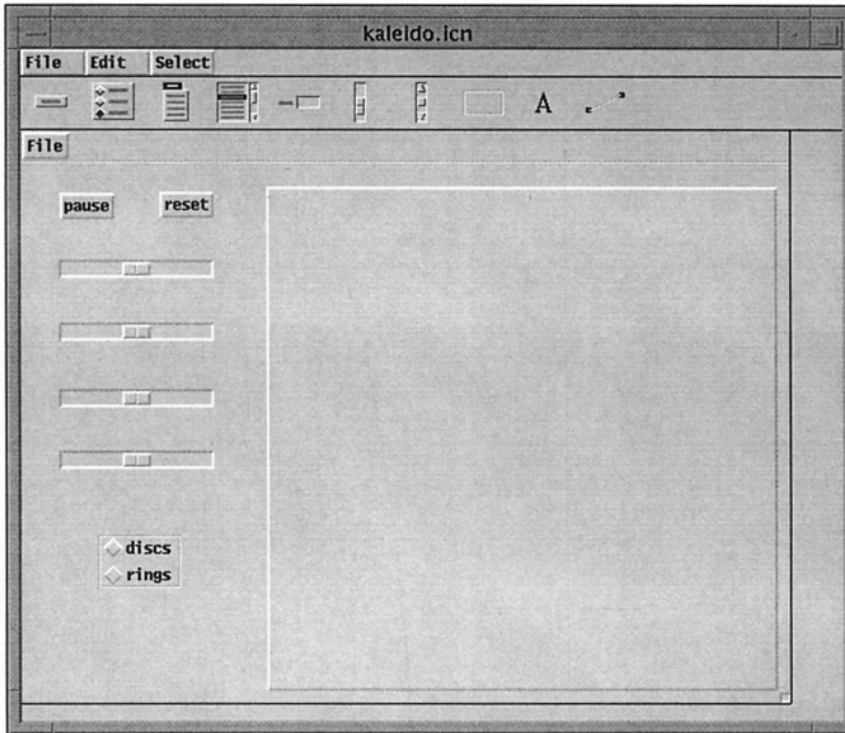 kaleido.icn
File Edit Select
A
File
pause reset
discs
rings